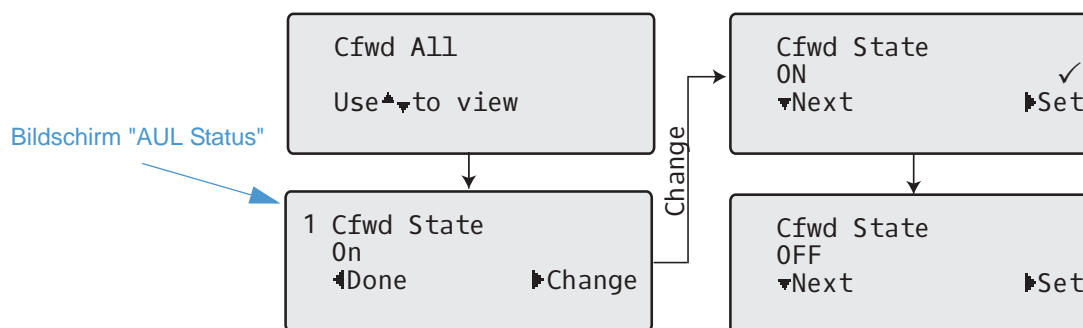 Cfwd All
Use▲▼to view
Bildschirm "AUL Status"
1 Cfwd State
On
◀Done ▶Change
Change
Cfwd State
ON ✓
▼Next ▶Set
Cfwd State
OFF
▼Next ▶Set